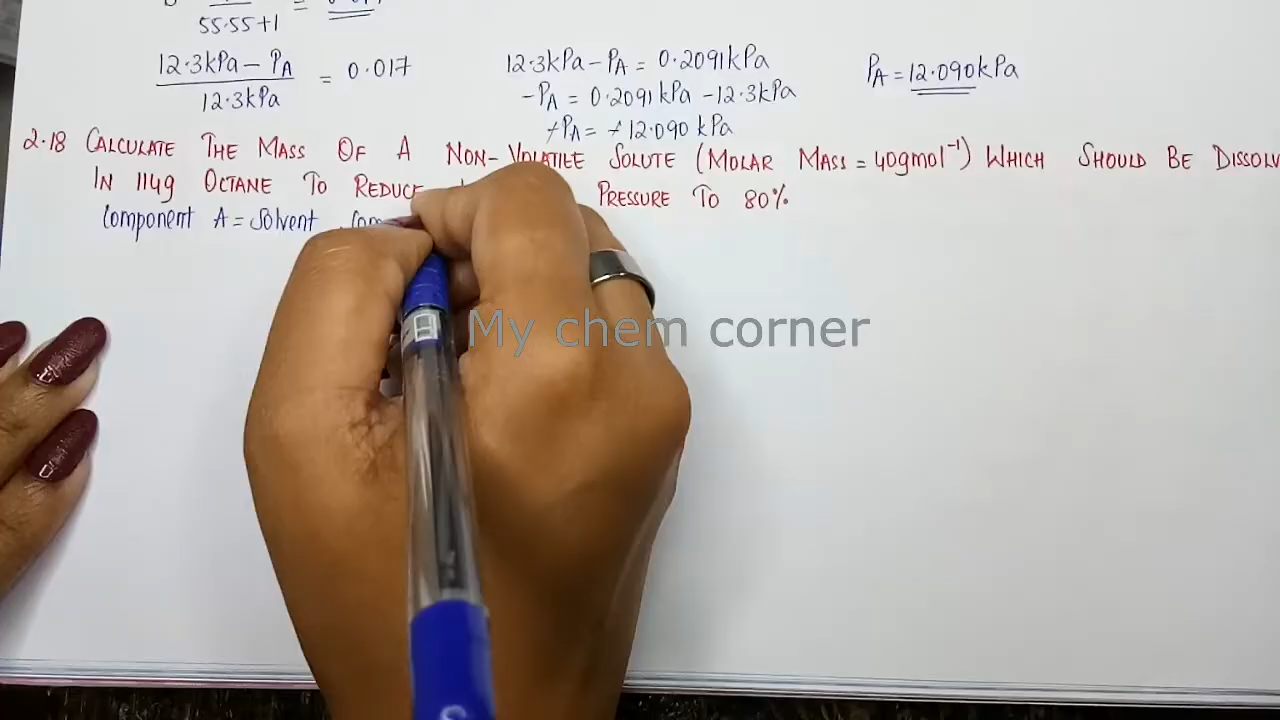 55.55+1 =
12.3kPa - PA / 12.3kPa = 0.017
12.3kPa - PA = 0.2091kPa
-PA = 0.2091kPa - 12.3kPa
-PA = -12.090 kPa
PA = 12.090kPa
2.18 CALCULATE THE MASS OF A NON-VOLATILE SOLUTE (MOLAR MASS = 40gmol⁻¹) WHICH SHOULD BE DISSOLV
IN 114g OCTANE TO REDUCE PRESSURE TO 80%
Component A = Solvent Com
My chem corner